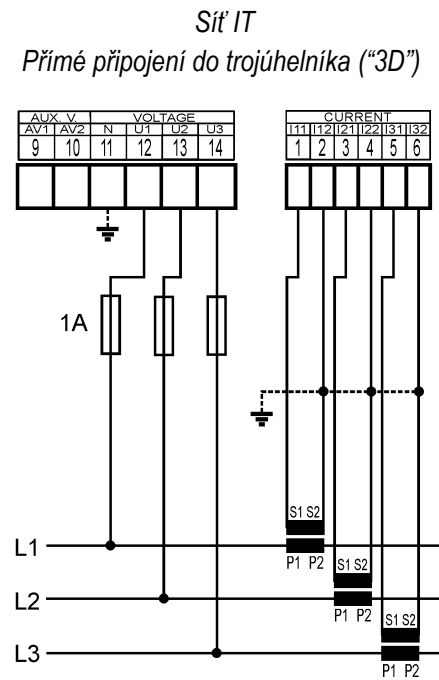 Síť IT
Přímé připojení do trojúhelníka (“3D”)
AUX. V. VOLTAGE
AV1 AV2 N U1 U2 U3
9 10 11 12 13 14
CURRENT
I11 I12 I21 I22 I31 I32
1 2 3 4 5 6
1A
S1 S2
L1
P1 P2
S1 S2
L2
P1 P2
S1 S2
L3
P1 P2